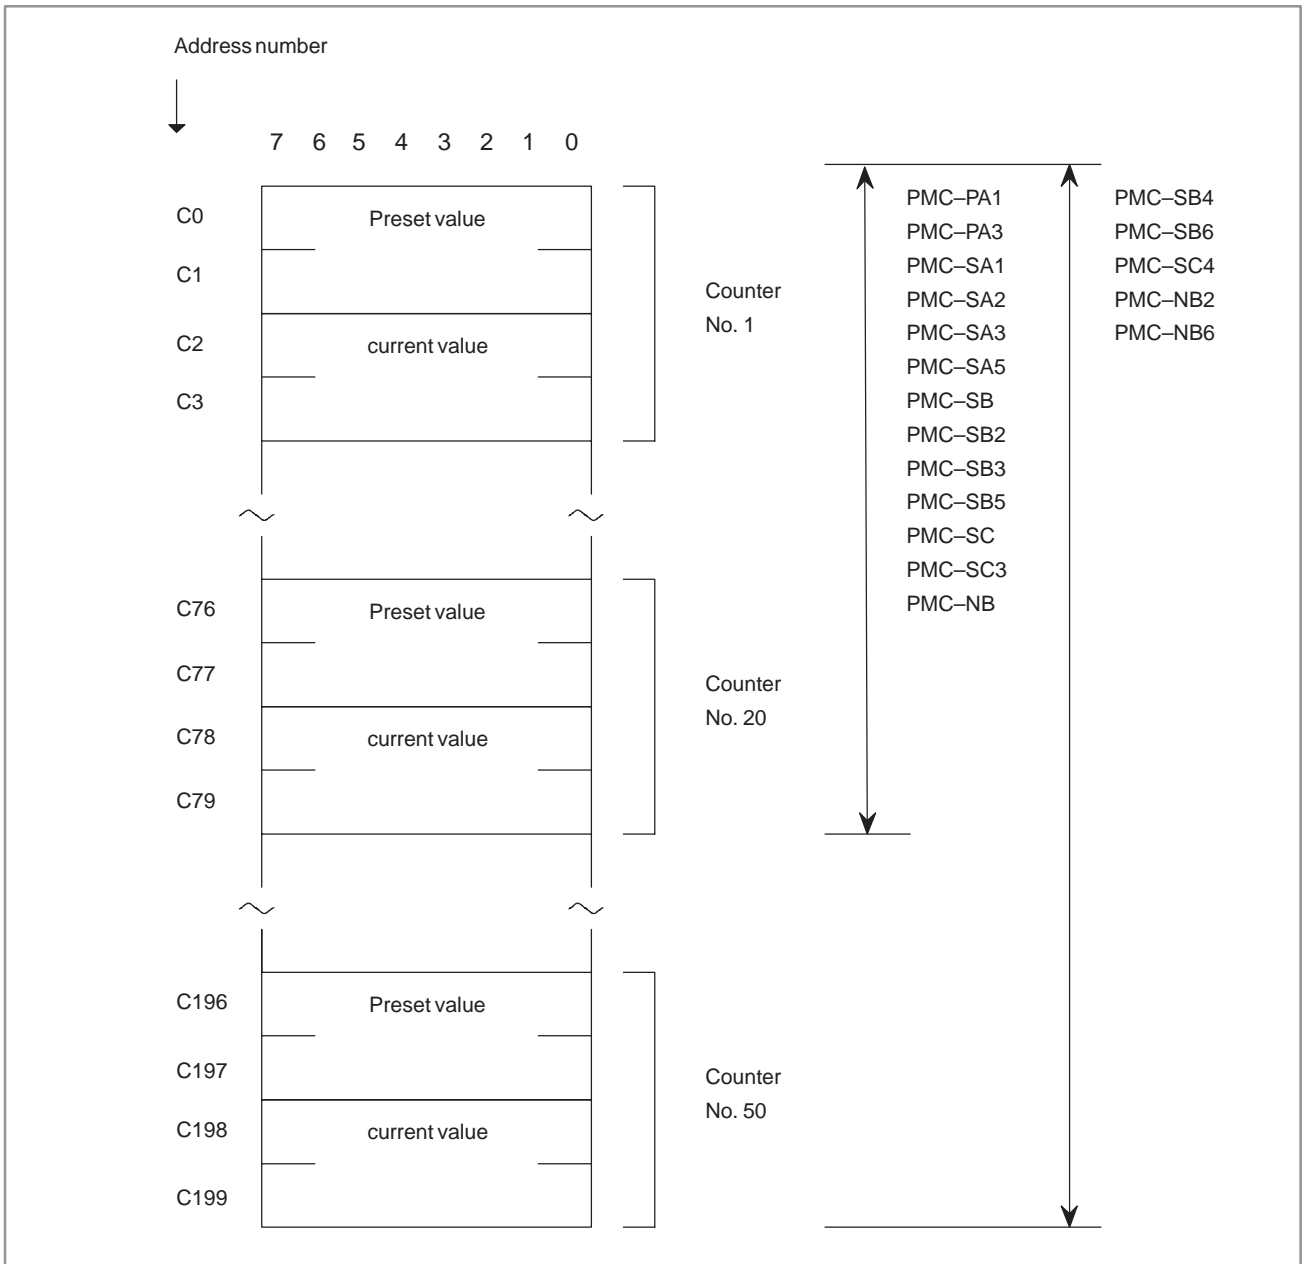 Address number
7 6 5 4 3 2 1 0
C0
Preset value
C1
C2
current value
C3
Counter
No. 1
C76
Preset value
C77
C78
current value
C79
Counter
No. 20
C196
Preset value
C197
C198
current value
C199
Counter
No. 50
PMC–PA1
PMC–PA3
PMC–SA1
PMC–SA2
PMC–SA3
PMC–SA5
PMC–SB
PMC–SB2
PMC–SB3
PMC–SB5
PMC–SC
PMC–SC3
PMC–NB
PMC–SB4
PMC–SB6
PMC–SC4
PMC–NB2
PMC–NB6